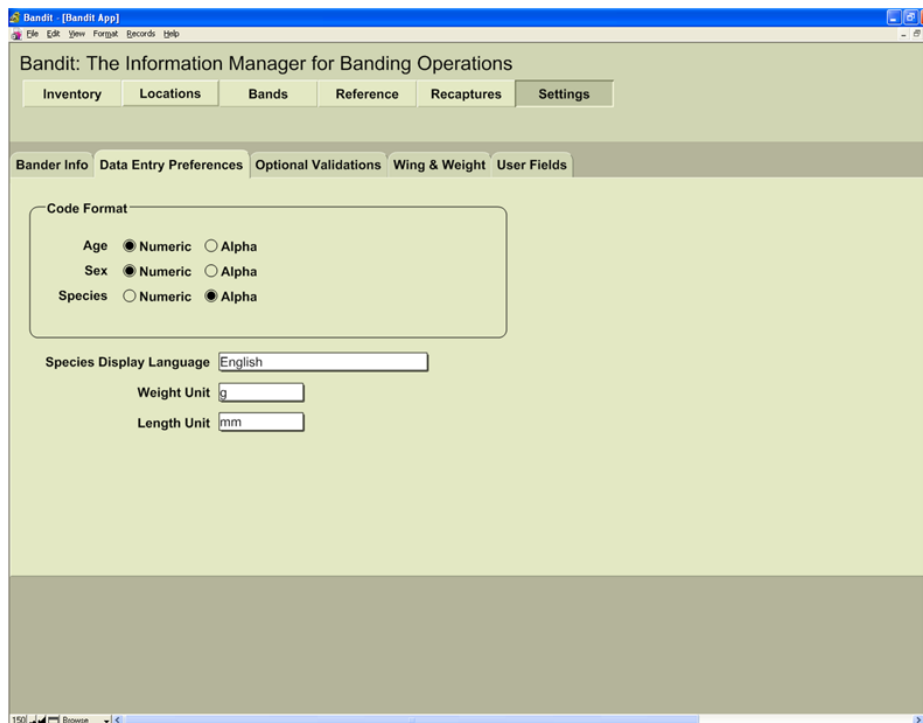 Bandit - [Bandit App]
File Edit View Format Records Help
Bandit: The Information Manager for Banding Operations
Inventory Locations Bands Reference Recaptures Settings
Bander Info Data Entry Preferences Optional Validations Wing & Weight User Fields
Code Format
Age Numeric Alpha
Sex Numeric Alpha
Species Numeric Alpha
Species Display Language English
Weight Unit g
Length Unit mm
150 Browse